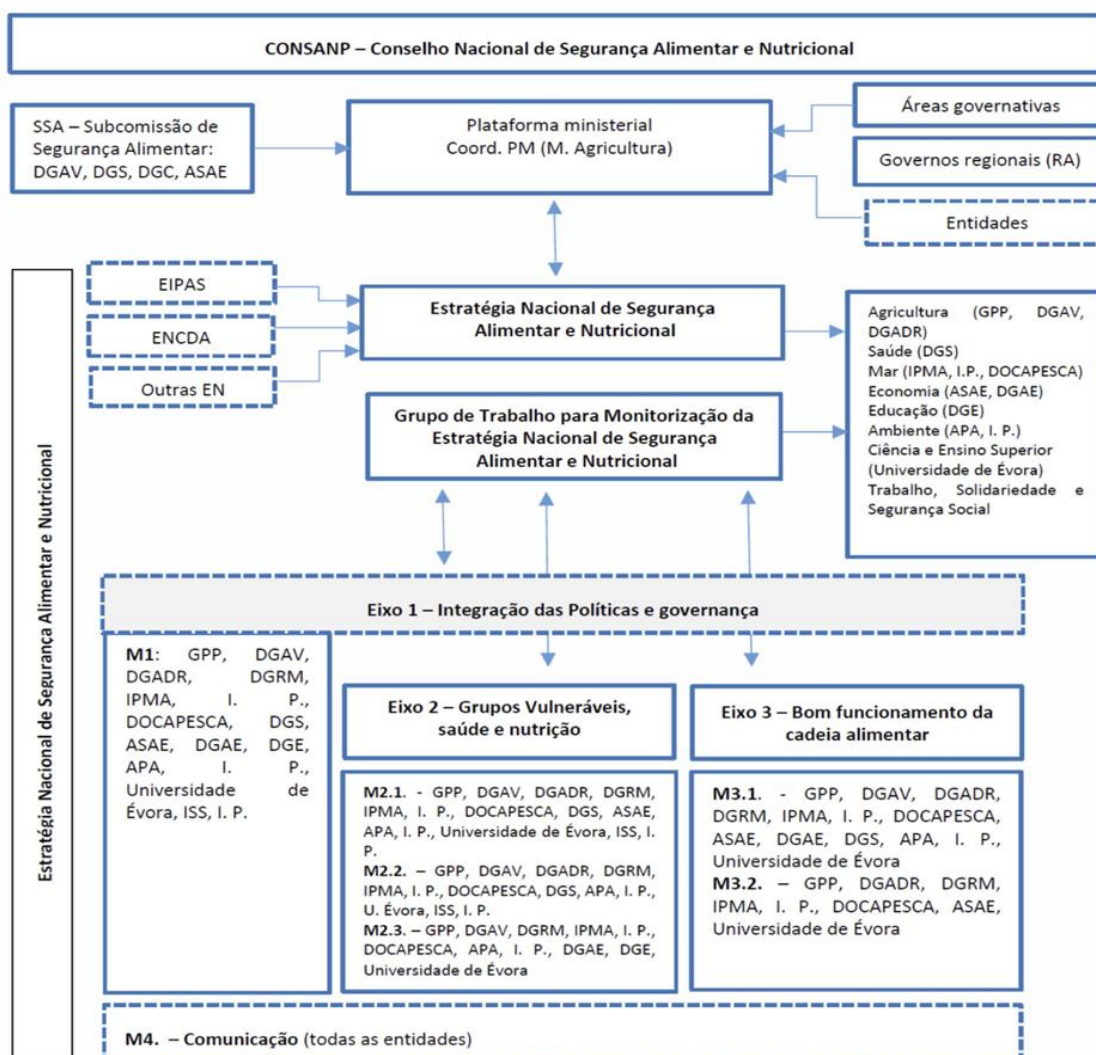 CONSANP – Conselho Nacional de Segurança Alimentar e Nutricional
SSA – Subcomissão de
Segurança Alimentar:
DGAV, DGS, DGC, ASAE
Plataforma ministerial
Coord. PM (M. Agricultura)
Áreas governativas
Governos regionais (RA)
Entidades
Estratégia Nacional de Segurança Alimentar e Nutricional
EIPAS
ENCDA
Outras EN
Estratégia Nacional de Segurança
Alimentar e Nutricional
Grupo de Trabalho para Monitorização da
Estratégia Nacional de Segurança
Alimentar e Nutricional
Agricultura (GPP, DGAV,
DGADR)
Saúde (DGS)
Mar (IPMA, I.P., DOCAPESCA)
Economia (ASAE, DGAE)
Educação (DGE)
Ambiente (APA, I. P.)
Ciência e Ensino Superior
(Universidade de Évora)
Trabalho, Solidariedade e
Segurança Social
Eixo 1 – Integração das Políticas e governança
M1: GPP, DGAV,
DGADR, DGRM,
IPMA, I. P.,
DOCAPESCA, DGS,
ASAE, DGAE, DGE,
APA, I. P.,
Universidade de
Évora, ISS, I. P.
Eixo 2 – Grupos Vulneráveis,
saúde e nutrição
M2.1. - GPP, DGAV, DGADR, DGRM,
IPMA, I. P., DOCAPESCA, DGS, ASAE,
APA, I. P., Universidade de Évora, ISS, I.
P.
M2.2. – GPP, DGAV, DGADR, DGRM,
IPMA, I. P., DOCAPESCA, DGS, APA, I. P.,
U. Évora, ISS, I. P.
M2.3. – GPP, DGAV, DGRM, IPMA, I. P.,
DOCAPESCA, APA, I. P., DGAE, DGE,
Universidade de Évora
Eixo 3 – Bom funcionamento da
cadeia alimentar
M3.1. - GPP, DGAV, DGADR,
DGRM, IPMA, I. P., DOCAPESCA,
ASAE, DGAE, DGS, APA, I. P.,
Universidade de Évora
M3.2. – GPP, DGADR, DGRM,
IPMA, I. P., DOCAPESCA, ASAE,
Universidade de Évora
M4. – Comunicação (todas as entidades)